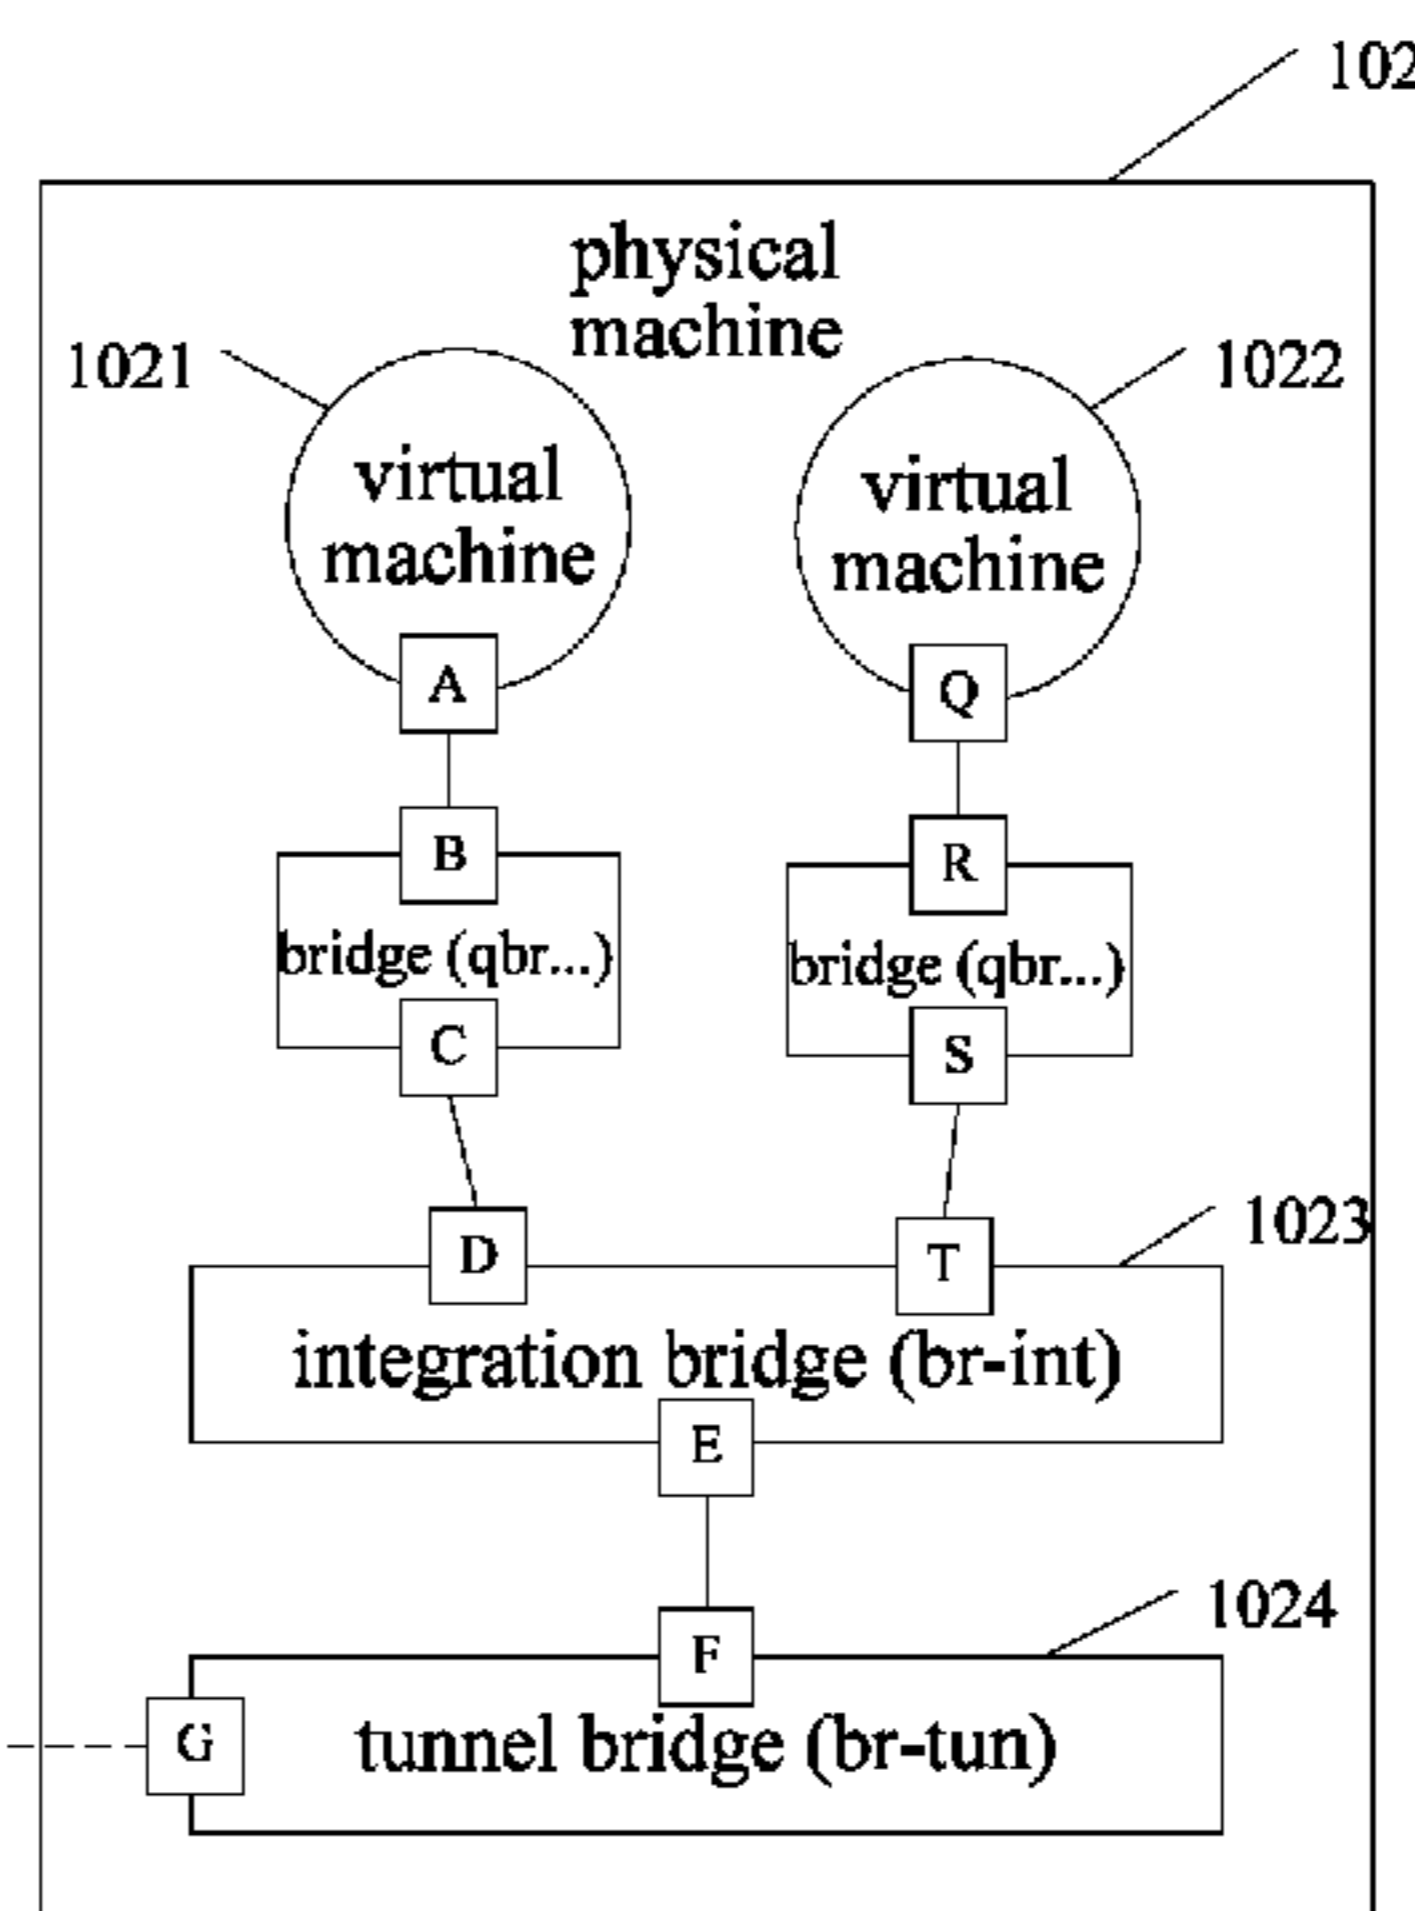 102
physical
machine
1021
1022
virtual
machine
virtual
machine
A
Q
B
R
bridge (qbr...)
bridge (qbr...)
C
S
1023
D
T
integration bridge (br-int)
E
1024
F
G
tunnel bridge (br-tun)